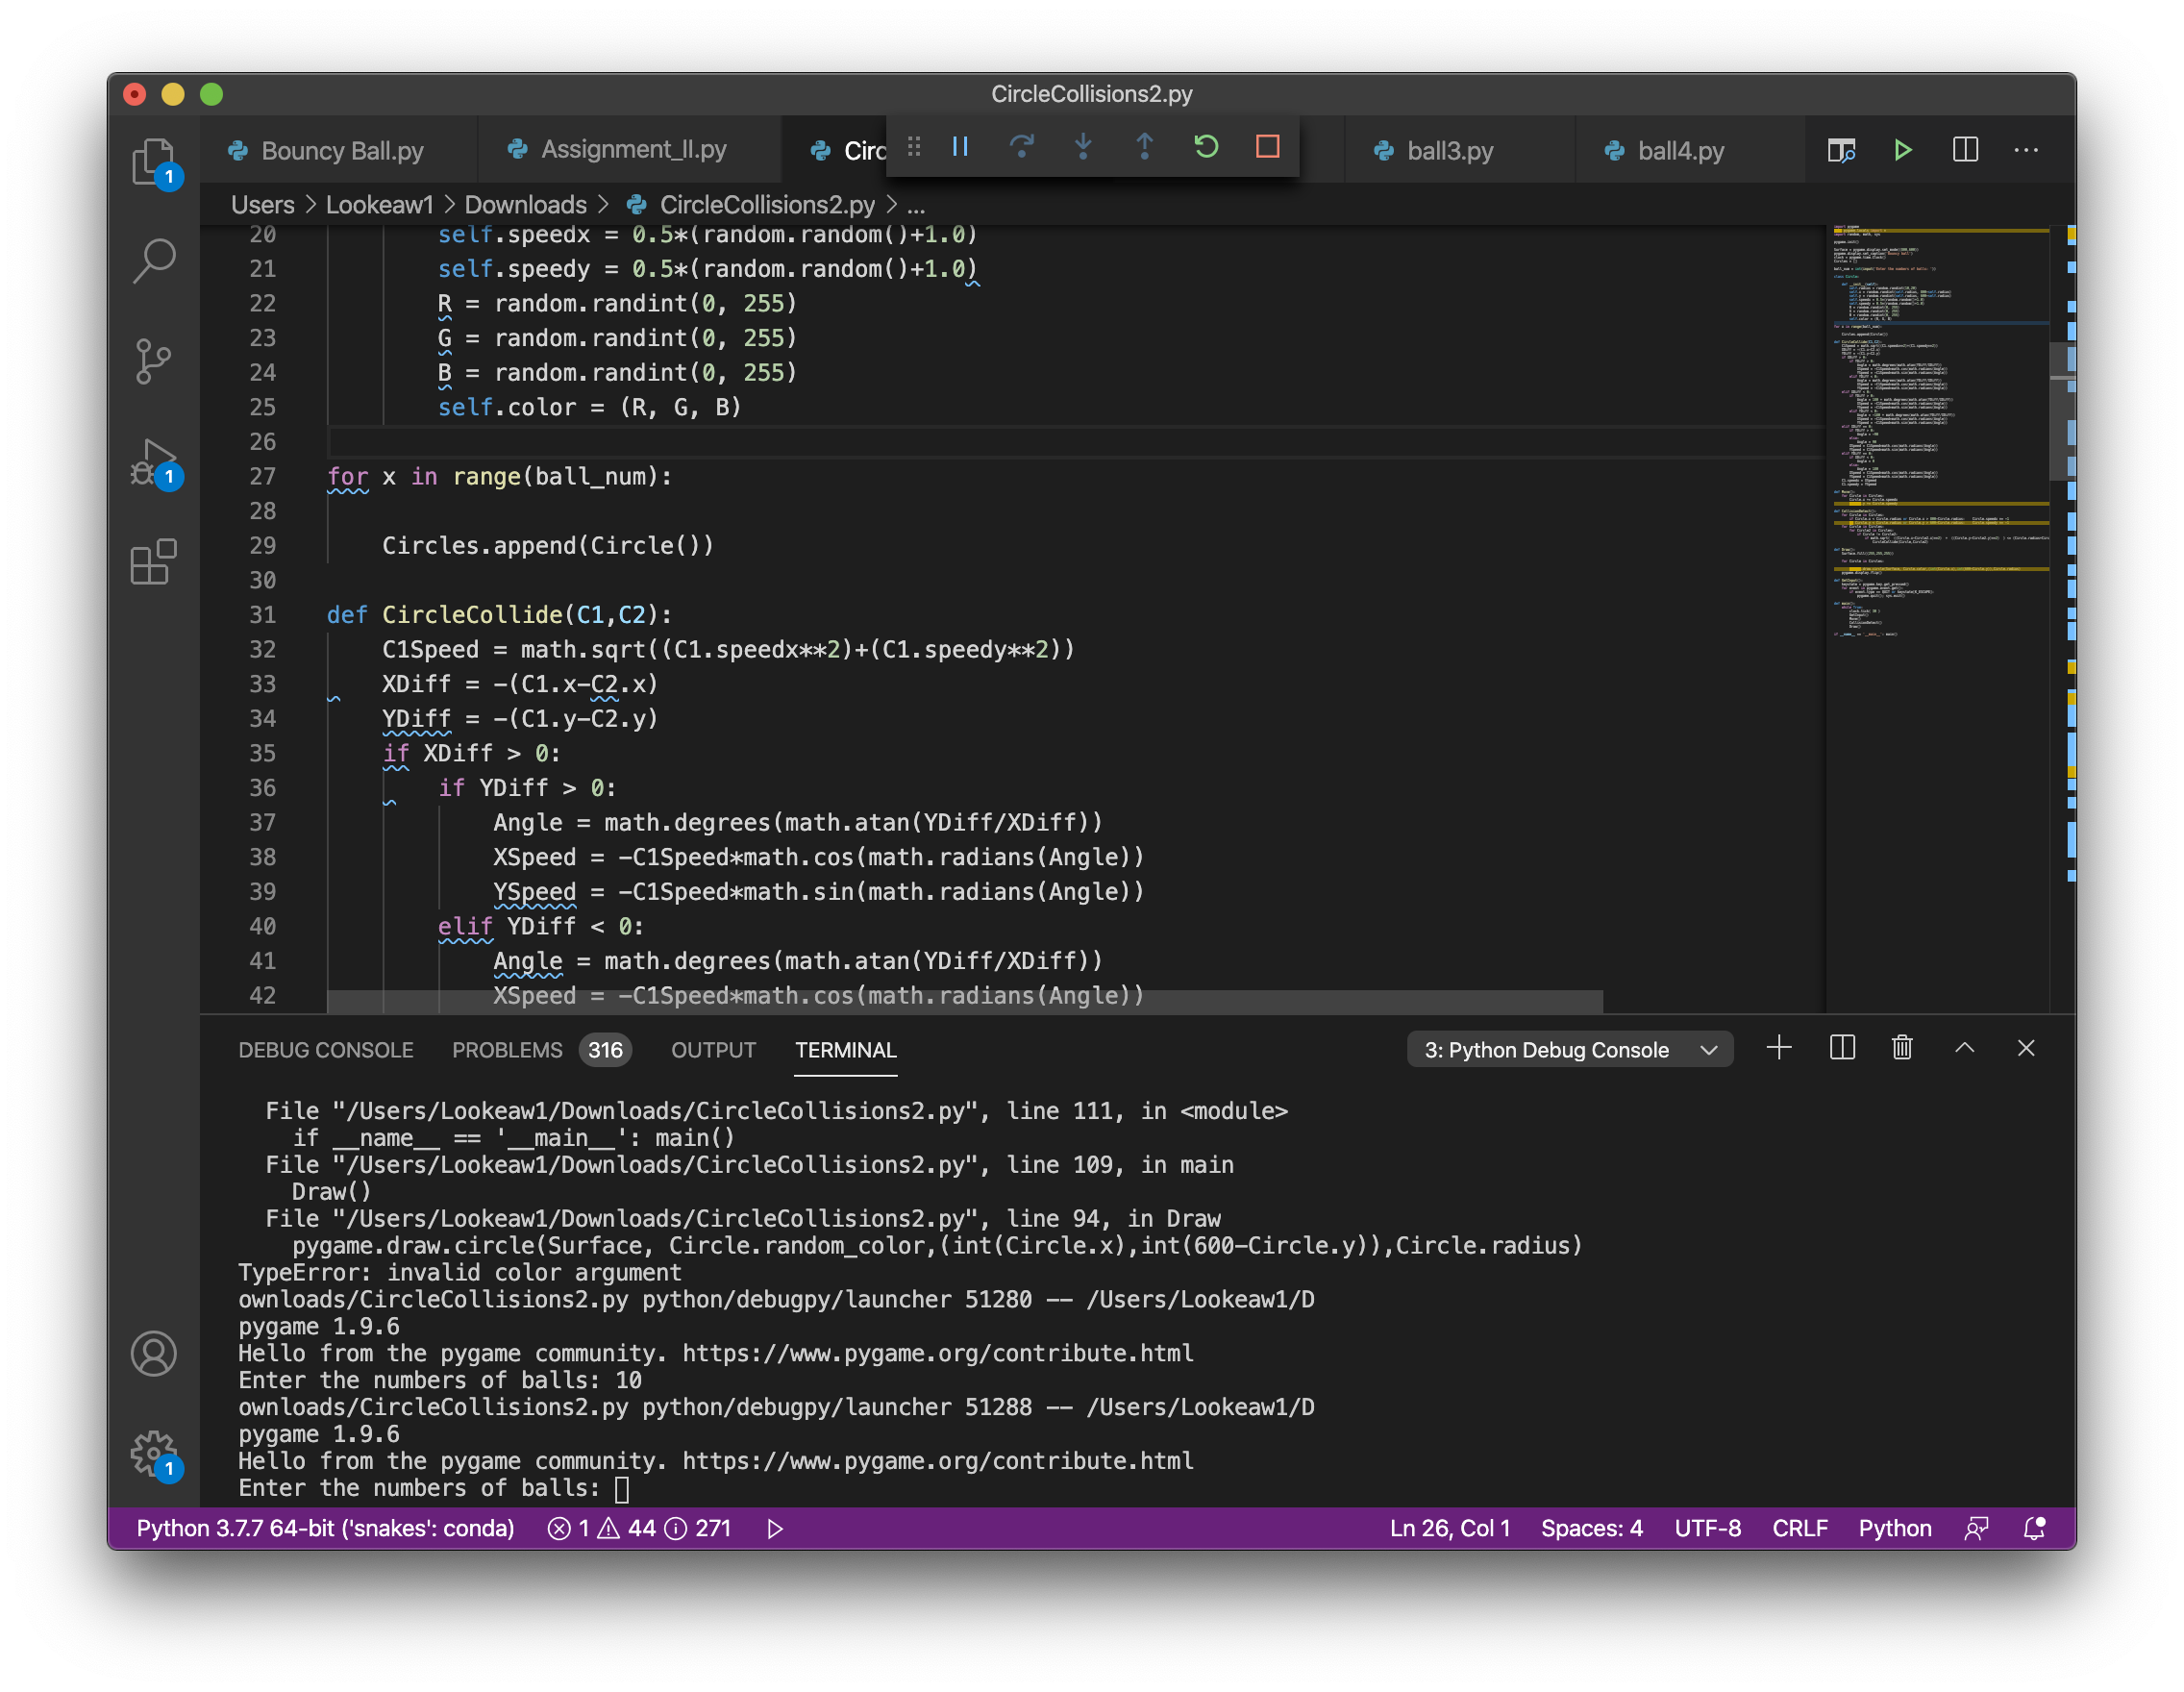 CircleCollisions2.py
Bouncy Ball.py
Assignment_II.py
Circ
ball3.py
ball4.py
Users > Lookeaw1 > Downloads > CircleCollisions2.py > ...
20 self.speedx = 0.5*(random.random()+1.0)
21 self.speedy = 0.5*(random.random()+1.0)
22 R = random.randint(0, 255)
23 G = random.randint(0, 255)
24 B = random.randint(0, 255)
25 self.color = (R, G, B)
26
27 for x in range(ball_num):
28
29 Circles.append(Circle())
30
31 def CircleCollide(C1,C2):
32 C1Speed = math.sqrt((C1.speedx**2)+(C1.speedy**2))
33 XDiff = -(C1.x-C2.x)
34 YDiff = -(C1.y-C2.y)
35 if XDiff > 0:
36 if YDiff > 0:
37 Angle = math.degrees(math.atan(YDiff/XDiff))
38 XSpeed = -C1Speed*math.cos(math.radians(Angle))
39 YSpeed = -C1Speed*math.sin(math.radians(Angle))
40 elif YDiff < 0:
41 Angle = math.degrees(math.atan(YDiff/XDiff))
42 XSpeed = -C1Speed*math.cos(math.radians(Angle))
1
1
1
DEBUG CONSOLE PROBLEMS 316 OUTPUT TERMINAL
3: Python Debug Console
File "/Users/Lookeaw1/Downloads/CircleCollisions2.py", line 111, in <module>
if __name__ == '__main__': main()
File "/Users/Lookeaw1/Downloads/CircleCollisions2.py", line 109, in main
Draw()
File "/Users/Lookeaw1/Downloads/CircleCollisions2.py", line 94, in Draw
pygame.draw.circle(Surface, Circle.random_color,(int(Circle.x),int(600-Circle.y)),Circle.radius)
TypeError: invalid color argument
ownloads/CircleCollisions2.py python/debugpy/launcher 51280 -- /Users/Lookeaw1/D
pygame 1.9.6
Hello from the pygame community. https://www.pygame.org/contribute.html
Enter the numbers of balls: 10
ownloads/CircleCollisions2.py python/debugpy/launcher 51288 -- /Users/Lookeaw1/D
pygame 1.9.6
Hello from the pygame community. https://www.pygame.org/contribute.html
Enter the numbers of balls:
Python 3.7.7 64-bit ('snakes': conda) 1 44 271 Ln 26, Col 1 Spaces: 4 UTF-8 CRLF Python